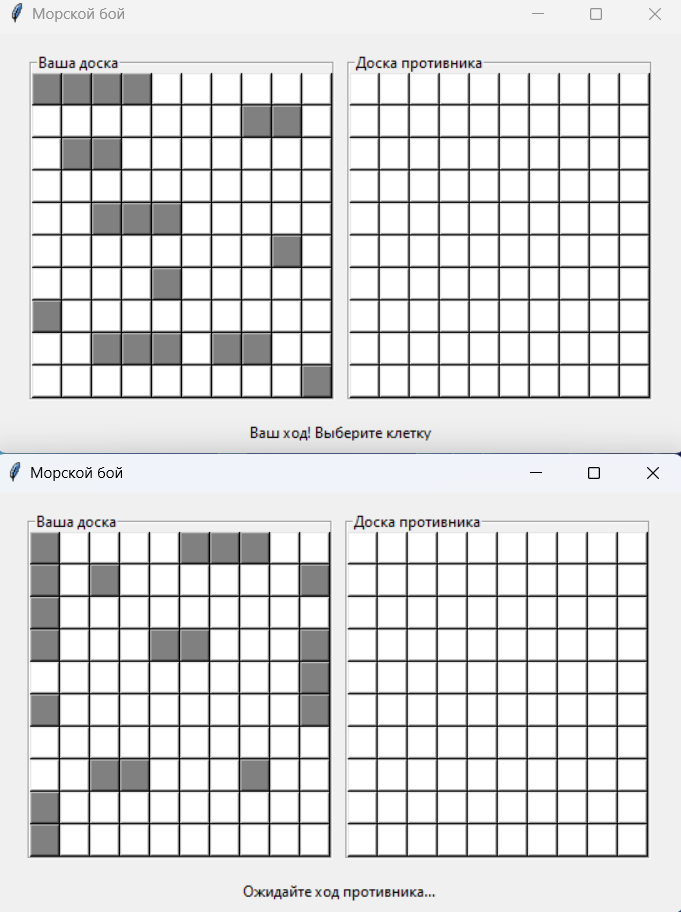 Морской бой
Ваша доска
Доска противника
Ваш ход! Выберите клетку
Морской бой
Ваша доска
Доска противника
Ожидайте ход противника...